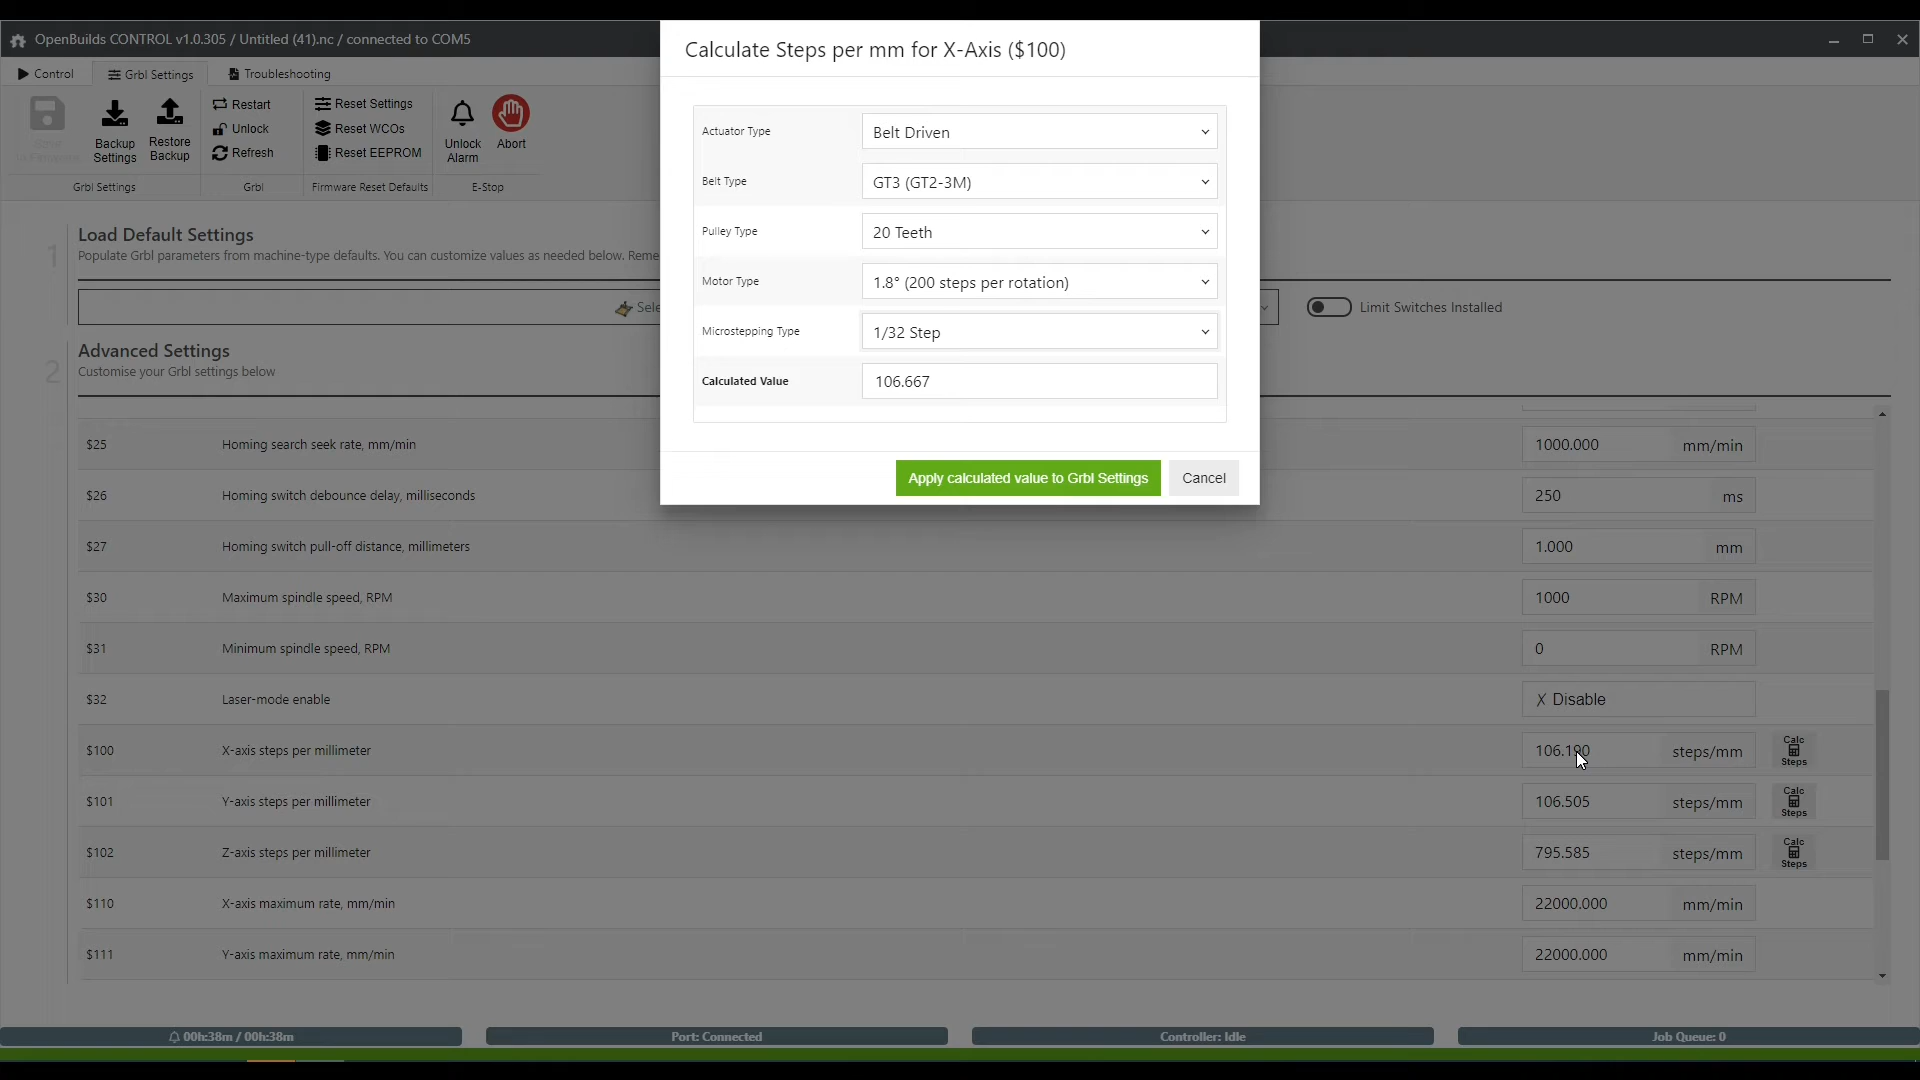 OpenBuilds CONTROL v1.0.305 / Untitled (41).nc / connected to COM5
Control
Grbl Settings
Troubleshooting
Backup
Settings
Restore
Backup
Grbl Settings
Restart
Unlock
Refresh
Grbl
Reset Settings
Reset WCOs
Reset EEPROM
Firmware Reset Defaults
Unlock
Alarm
Abort
E-Stop
Calculate Steps per mm for X-Axis ($100)
Actuator Type
Belt Driven
Belt Type
GT3 (GT2-3M)
Pulley Type
20 Teeth
Motor Type
1.8° (200 steps per rotation)
Microstepping Type
1/32 Step
Calculated Value
106.667
Apply calculated value to Grbl Settings
Cancel
1
Load Default Settings
Populate Grbl parameters from machine-type defaults. You can customize values as needed below. Reme
Sele
Limit Switches Installed
2
Advanced Settings
Customise your Grbl settings below
$25 Homing search seek rate, mm/min 1000.000 mm/min
$26 Homing switch debounce delay, milliseconds 250 ms
$27 Homing switch pull-off distance, millimeters 1.000 mm
$30 Maximum spindle speed, RPM 1000 RPM
$31 Minimum spindle speed, RPM 0 RPM
$32 Laser-mode enable X Disable
$100 X-axis steps per millimeter 106.190 steps/mm Calc Steps
$101 Y-axis steps per millimeter 106.505 steps/mm Calc Steps
$102 Z-axis steps per millimeter 795.585 steps/mm Calc Steps
$110 X-axis maximum rate, mm/min 22000.000 mm/min
$111 Y-axis maximum rate, mm/min 22000.000 mm/min
00h:38m / 00h:38m
Port: Connected
Controller: Idle
Job Queue: 0